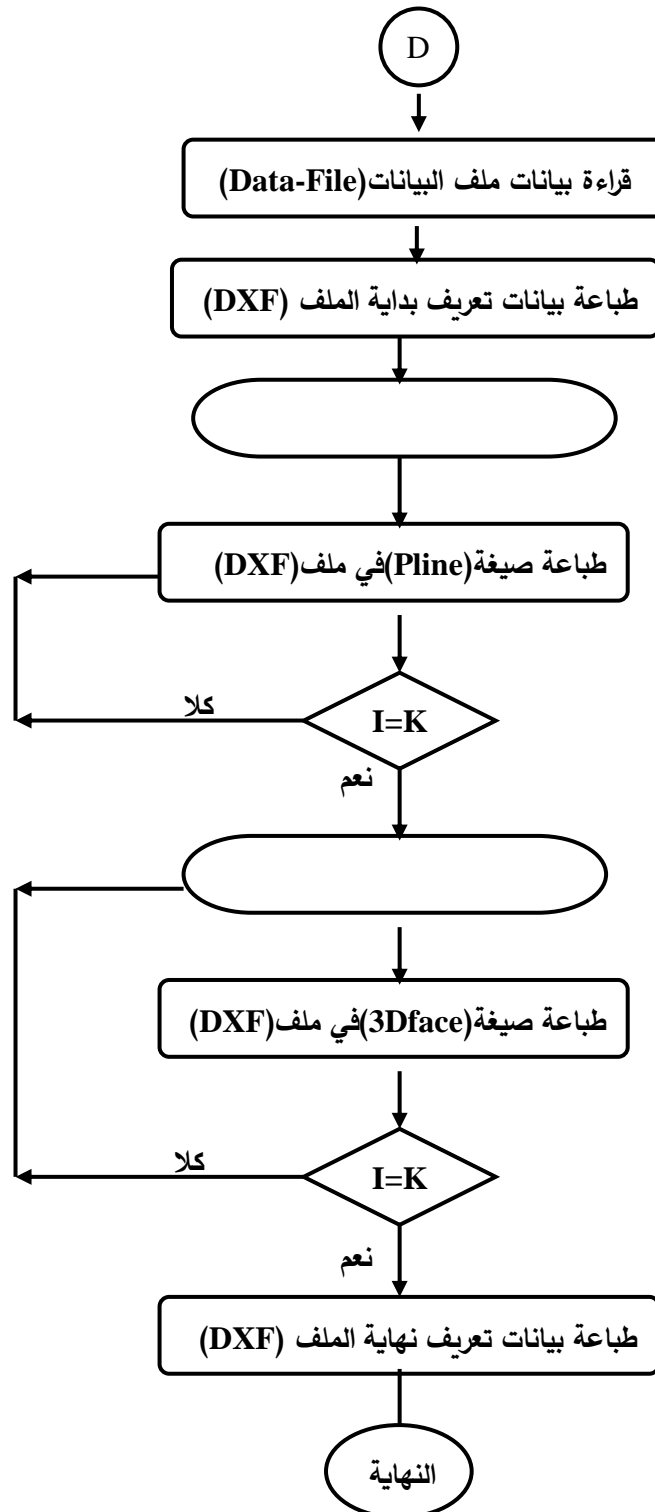 D
قراءة بيانات ملف البيانات(Data-File)
طباعة بيانات تعريف بداية الملف (DXF)
طباعة صيغة(Pline)في ملف(DXF)
I=K
كلا
نعم
طباعة صيغة(3Dface)في ملف(DXF)
I=K
كلا
نعم
طباعة بيانات تعريف نهاية الملف (DXF)
النهاية